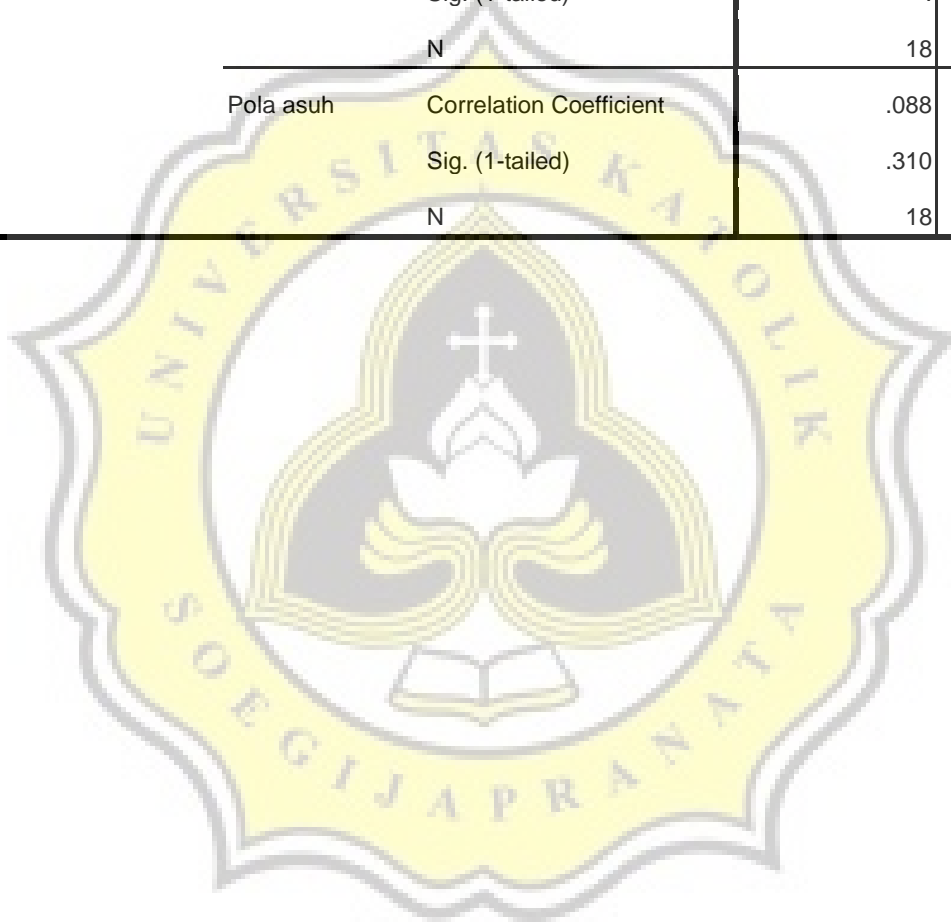 N 18
Pola asuh Correlation Coefficient .088
Sig. (1-tailed) .310
N 18
UNIVERSITAS KATOLIK
SOEGIJAPRANATA